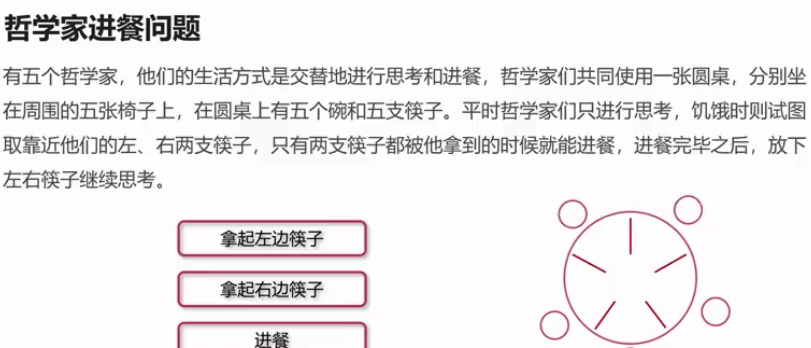 哲学家进餐问题
有五个哲学家，他们的生活方式是交替地进行思考和进餐，哲学家们共同使用一张圆桌，分别坐
在周围的五张椅子上，在圆桌上有五个碗和五支筷子。平时哲学家们只进行思考，饥饿时则试图
取靠近他们的左、右两支筷子，只有两支筷子都被他拿到的时候就能进餐，进餐完毕之后，放下
左右筷子继续思考。
拿起左边筷子
拿起右边筷子
进餐